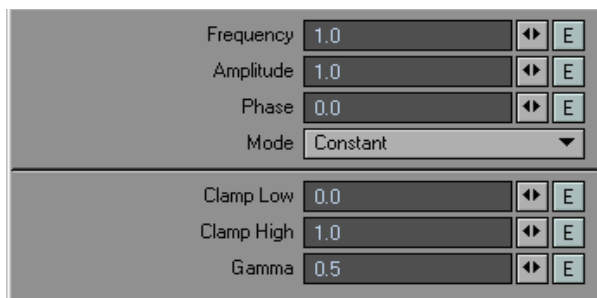 Frequency 1.0 E
Amplitude 1.0 E
Phase 0.0 E
Mode Constant
Clamp Low 0.0 E
Clamp High 1.0 E
Gamma 0.5 E